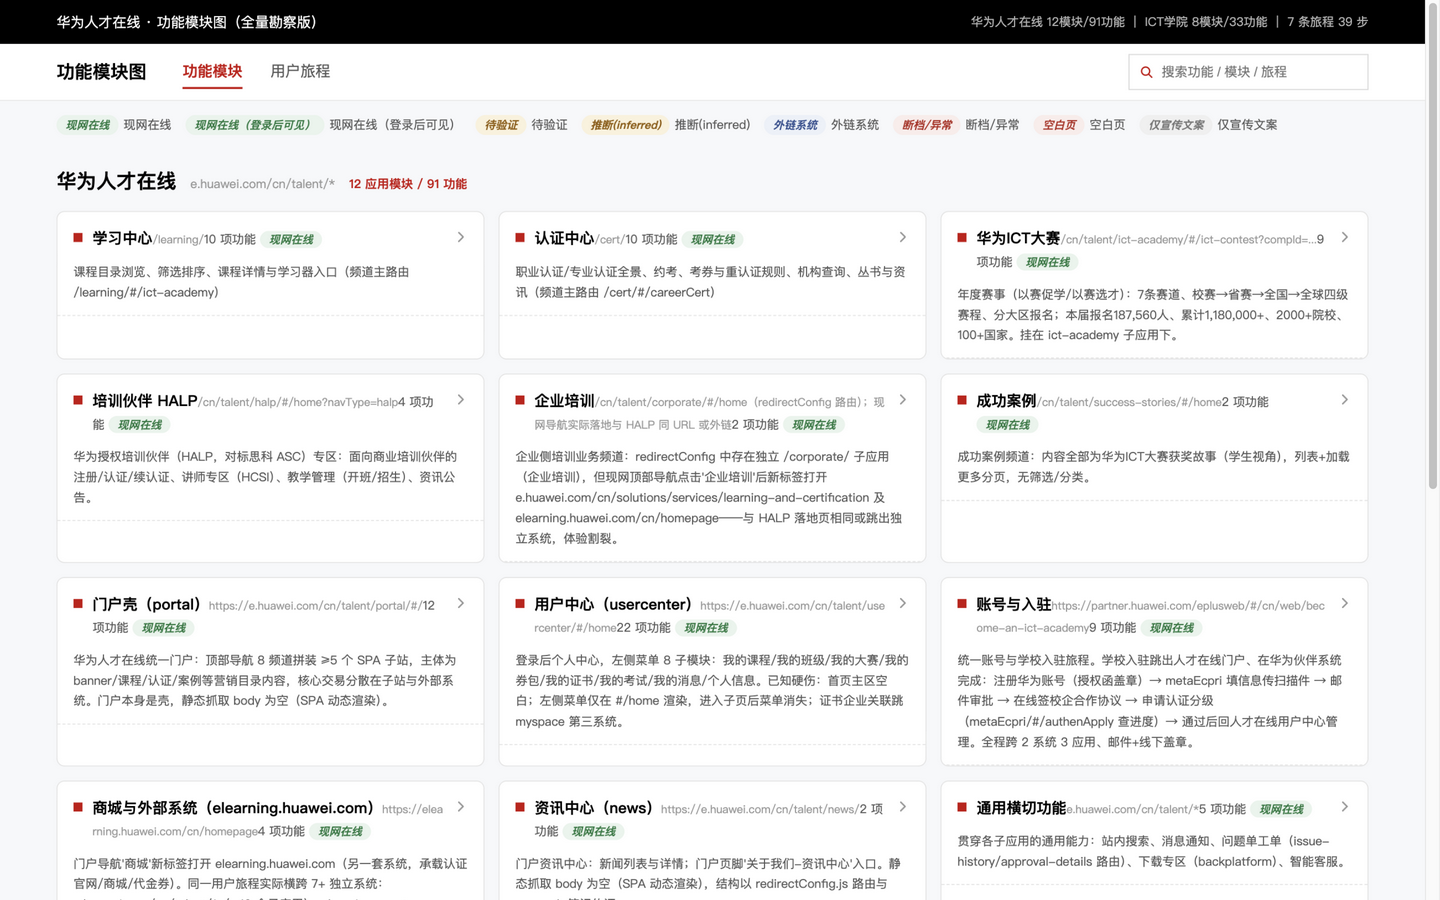 华为人才在线 · 功能模块图（全量勘察版）
华为人才在线 12模块/91功能 | ICT学院 8模块/33功能 | 7 条旅程 39 步
功能模块图 功能模块 用户旅程 搜索功能 / 模块 / 旅程
现网在线 现网在线 现网在线（登录后可见） 现网在线（登录后可见） 待验证 待验证 推断(inferred) 推断(inferred) 外链系统 外链系统 断档/异常 断档/异常 空白页 空白页 仅宣传文案 仅宣传文案
华为人才在线 e.huawei.com/cn/talent/* 12 应用模块 / 91 功能
学习中心/learning/10 项功能 现网在线
课程目录浏览、筛选排序、课程详情与学习器入口（频道主路由
/learning/#/ict-academy）
认证中心/cert/10 项功能 现网在线
职业认证/专业认证全景、约考、考券与重认证规则、机构查询、丛书与资
讯（频道主路由 /cert/#/careerCert）
华为ICT大赛/cn/talent/ict-academy/#/ict-contest?compId=...9
项功能 现网在线
年度赛事（以赛促学/以赛选才）：7条赛道、校赛→省赛→全国→全球四级
赛程、分大区报名；本届报名187,560人、累计1,180,000+、2000+院校、
100+国家。挂在 ict-academy 子应用下。
培训伙伴 HALP/cn/talent/halp/#/home?navType=halp4 项功
能 现网在线
华为授权培训伙伴（HALP，对标思科 ASC）专区：面向商业培训伙伴的
注册/认证/续认证、讲师专区（HCSI）、教学管理（开班/招生）、资讯公
告。
企业培训/cn/talent/corporate/#/home（redirectConfig 路由）；现
网导航实际落地与 HALP 同 URL 或外链2 项功能 现网在线
企业侧培训业务频道：redirectConfig 中存在独立 /corporate/ 子应用
（企业培训），但现网顶部导航点击'企业培训'后新标签打开
e.huawei.com/cn/solutions/services/learning-and-certification 及
elearning.huawei.com/cn/homepage——与 HALP 落地页相同或跳出独
立系统，体验割裂。
成功案例/cn/talent/success-stories/#/home2 项功能
现网在线
成功案例频道：内容全部为华为ICT大赛获奖故事（学生视角），列表+加载
更多分页，无筛选/分类。
门户壳（portal） https://e.huawei.com/cn/talent/portal/#/12
项功能 现网在线
华为人才在线统一门户：顶部导航 8 频道拼装 ≥5 个 SPA 子站，主体为
banner/课程/认证/案例等营销目录内容，核心交易分散在子站与外部系
统。门户本身是壳，静态抓取 body 为空（SPA 动态渲染）。
用户中心（usercenter） https://e.huawei.com/cn/talent/use
rcenter/#/home22 项功能 现网在线
登录后个人中心，左侧菜单 8 子模块：我的课程/我的班级/我的大赛/我的
券包/我的证书/我的考试/我的消息/个人信息。已知硬伤：首页主区空
白；左侧菜单仅在 #/home 渲染，进入子页后菜单消失；证书企业关联跳
myspace 第三系统。
账号与入驻https://partner.huawei.com/eplusweb/#/cn/web/bec
ome-an-ict-academy9 项功能 现网在线
统一账号与学校入驻旅程。学校入驻跳出人才在线门户、在华为伙伴系统
完成：注册华为账号（授权函盖章）→ metaEcpri 填信息传扫描件 → 邮
件审批 → 在线签校企合作协议 → 申请认证分级
（metaEcpri/#/authenApply 查进度）→ 通过后回人才在线用户中心管
理。全程跨 2 系统 3 应用、邮件+线下盖章。
商城与外部系统（elearning.huawei.com） https://elea
rning.huawei.com/cn/homepage4 项功能 现网在线
门户导航'商城'新标签打开 elearning.huawei.com（另一套系统，承载认证
官网/商城/代金券）。同一用户旅程实际横跨 7+ 独立系统：
资讯中心（news） https://e.huawei.com/cn/talent/news/2 项
功能 现网在线
门户资讯中心：新闻列表与详情；门户页脚'关于我们-资讯中心'入口。静
态抓取 body 为空（SPA 动态渲染），结构以 redirectConfig.js 路由与
通用横切功能e.huawei.com/cn/talent/*5 项功能 现网在线
贯穿各子应用的通用能力：站内搜索、消息通知、问题单工单（issue-
history/approval-details 路由）、下载专区（backplatform）、智能客服。